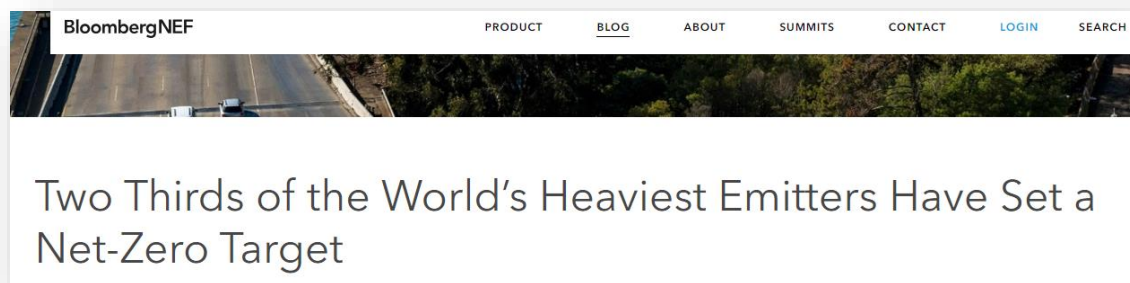 BloombergNEF PRODUCT BLOG ABOUT SUMMITS CONTACT LOGIN SEARCH
Two Thirds of the World's Heaviest Emitters Have Set a
Net-Zero Target